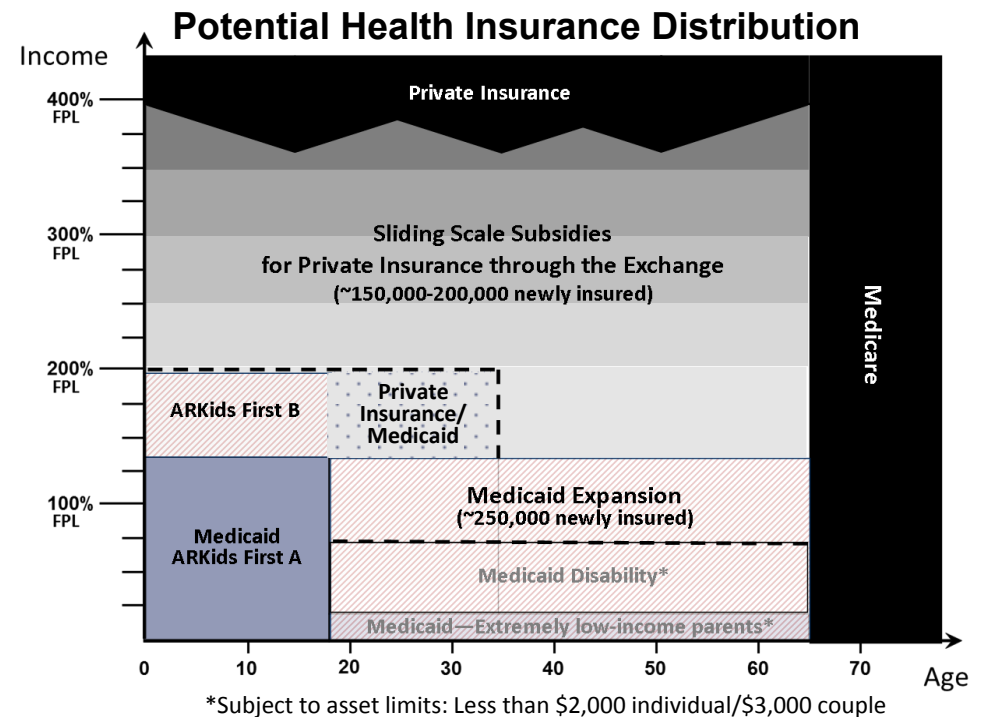 Potential Health Insurance Distribution
Income
400%
FPL
Private Insurance
300%
FPL
Sliding Scale Subsidies
for Private Insurance through the Exchange
(~150,000-200,000 newly insured)
Medicare
200%
FPL
ARKids First B
Private
Insurance/
Medicaid
100%
FPL
Medicaid Expansion
(~250,000 newly insured)
Medicaid
ARKids First A
Medicaid Disability*
Medicaid—Extremely low-income parents*
0 10 20 30 40 50 60 70
Age
*Subject to asset limits: Less than $2,000 individual/$3,000 couple